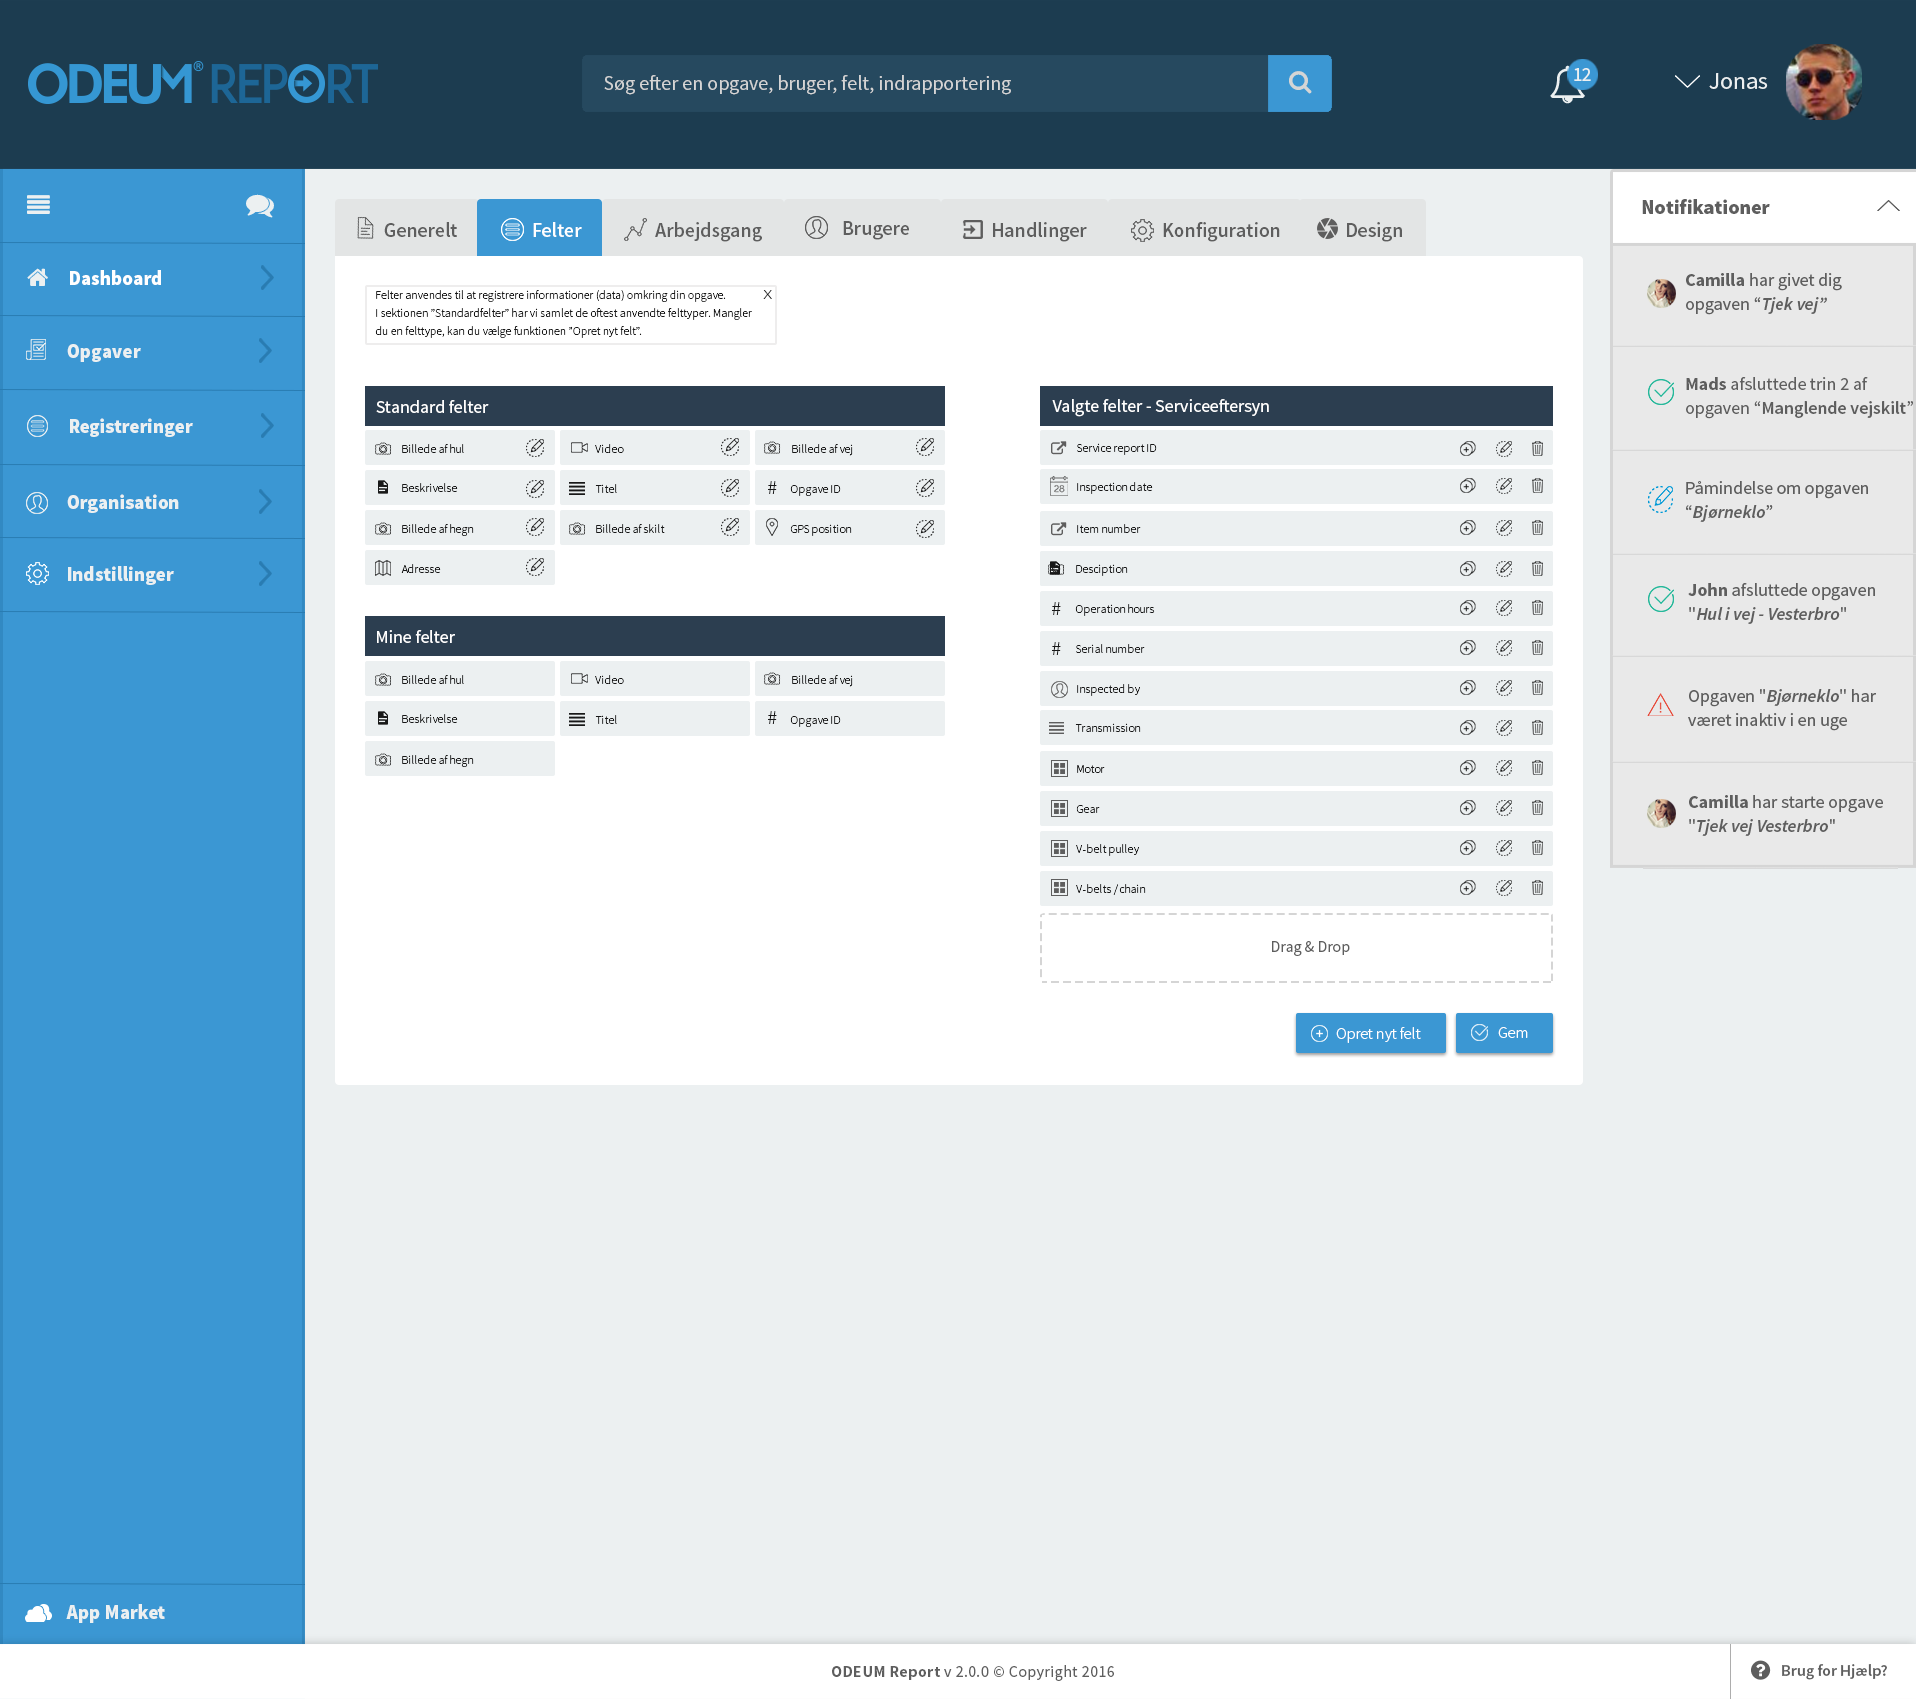 ODEUM® REPORT
Søg efter en opgave, bruger, felt, indrapportering
12
Jonas
Dashboard
Opgaver
Registreringer
Organisation
Indstillinger
App Market
Generelt
Felter
Arbejdsgang
Brugere
Handlinger
Konfiguration
Design
Felter anvendes til at registrere informationer (data) omkring din opgave.
X
I sektionen ”Standardfelter” har vi samlet de oftest anvendte felttyper. Mangler
du en felttype, kan du vælge funktionen ”Opret nyt felt”.
Standard felter
Billede af hul
Video
Billede af vej
Beskrivelse
Titel
# Opgave ID
Billede af hegn
Billede af skilt
GPS position
Adresse
Mine felter
Billede af hul
Video
Billede af vej
Beskrivelse
Titel
# Opgave ID
Billede af hegn
Valgte felter - Serviceeftersyn
Service report ID
28 Inspection date
Item number
Desciption
# Operation hours
# Serial number
Inspected by
Transmission
Motor
Gear
V-belt pulley
V-belts / chain
Drag & Drop
Opret nyt felt
Gem
Notifikationer
Camilla har givet dig
opgaven “Tjek vej”
Mads afsluttede trin 2 af
opgaven “Manglende vejskilt”
Påmindelse om opgaven
“Bjørneklo”
John afsluttede opgaven
"Hul i vej - Vesterbro"
Opgaven "Bjørneklo" har
været inaktiv i en uge
Camilla har starte opgave
"Tjek vej Vesterbro"
ODEUM Report v 2.0.0 © Copyright 2016
Brug for Hjælp?